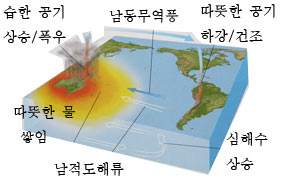 습한 공기
상승/폭우
남동무역풍
따뜻한 공기
하강/건조
따뜻한 물
쌓임
남적도해류
심해수
상승